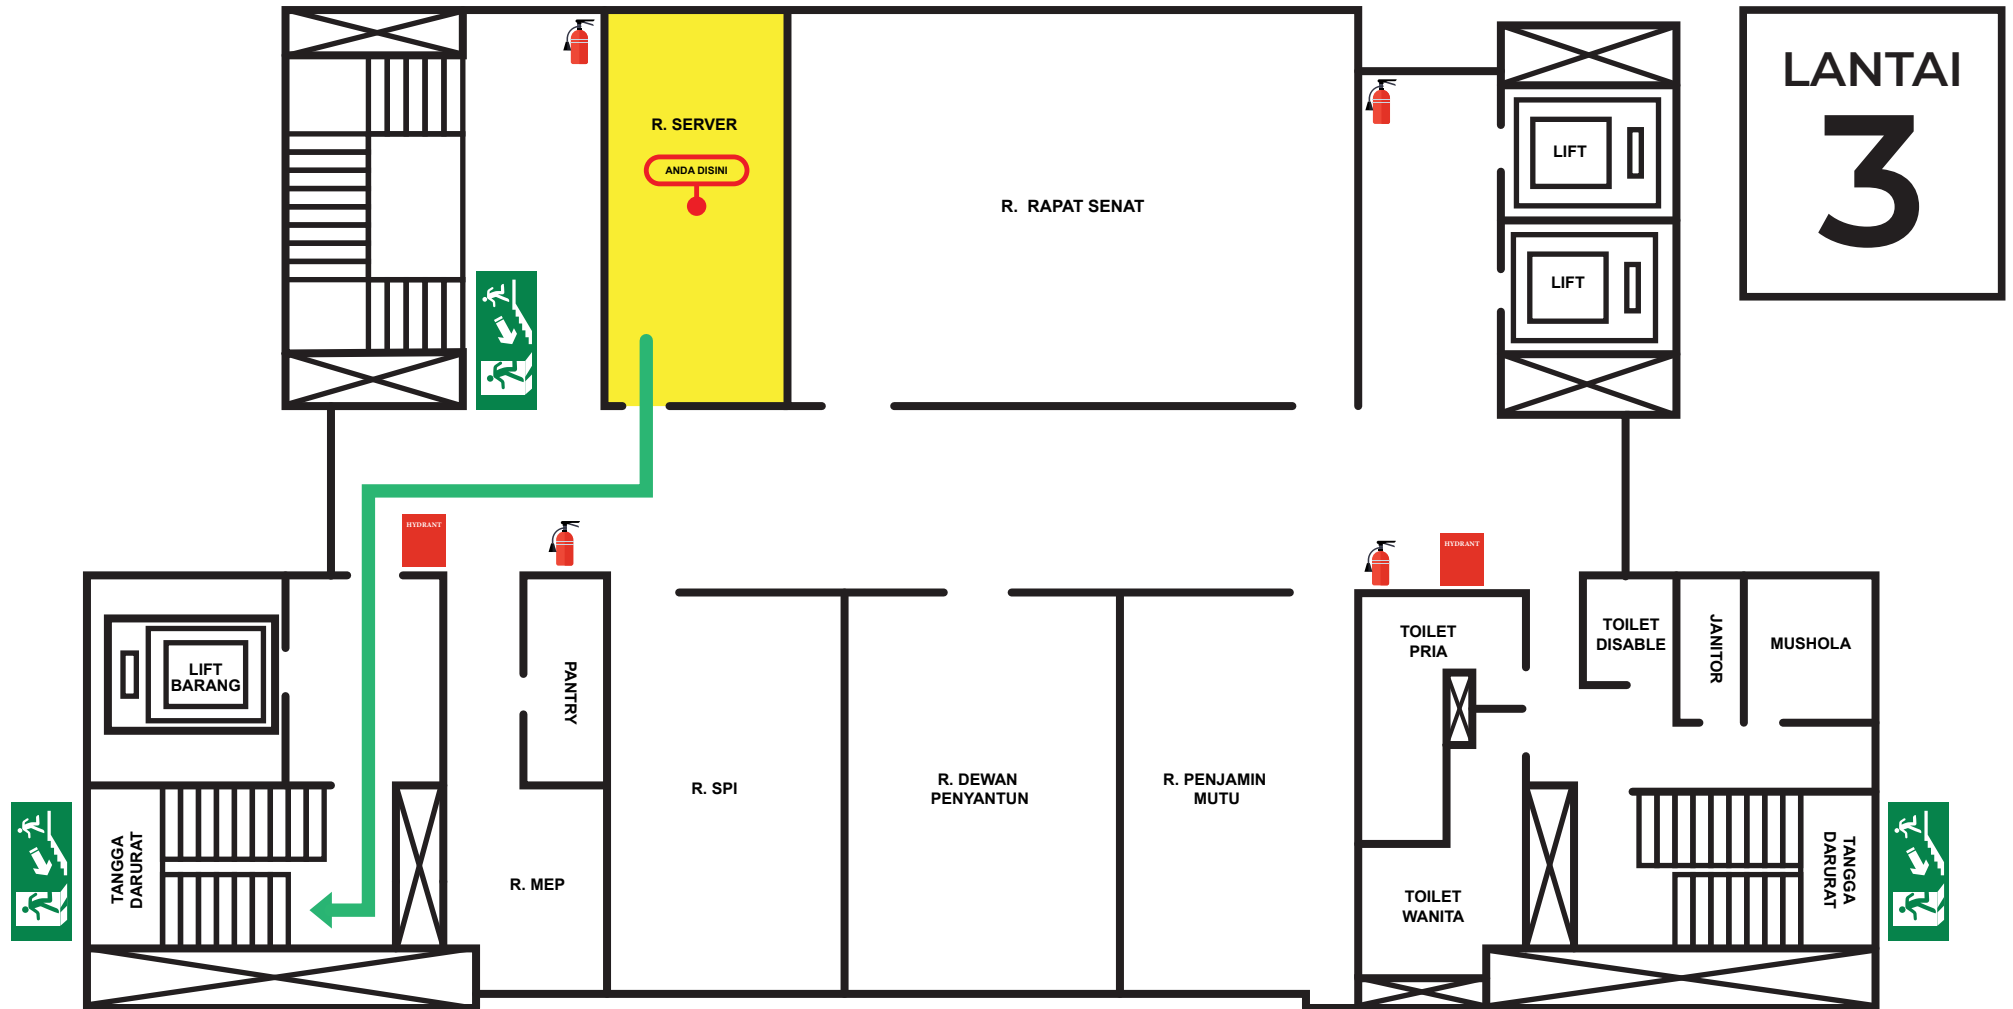 LANTAI
3
R. SERVER
ANDA DISINI
R. RAPAT SENAT
LIFT
LIFT
HYDRANT
HYDRANT
LIFT
BARANG
PANTRY
TOILET
PRIA
TOILET
DISABLE
JANITOR
MUSHOLA
R. SPI
R. DEWAN
PENYANTUN
R. PENJAMIN
MUTU
TANGGA
DARURAT
R. MEP
TOILET
WANITA
TANGGA
DARURAT